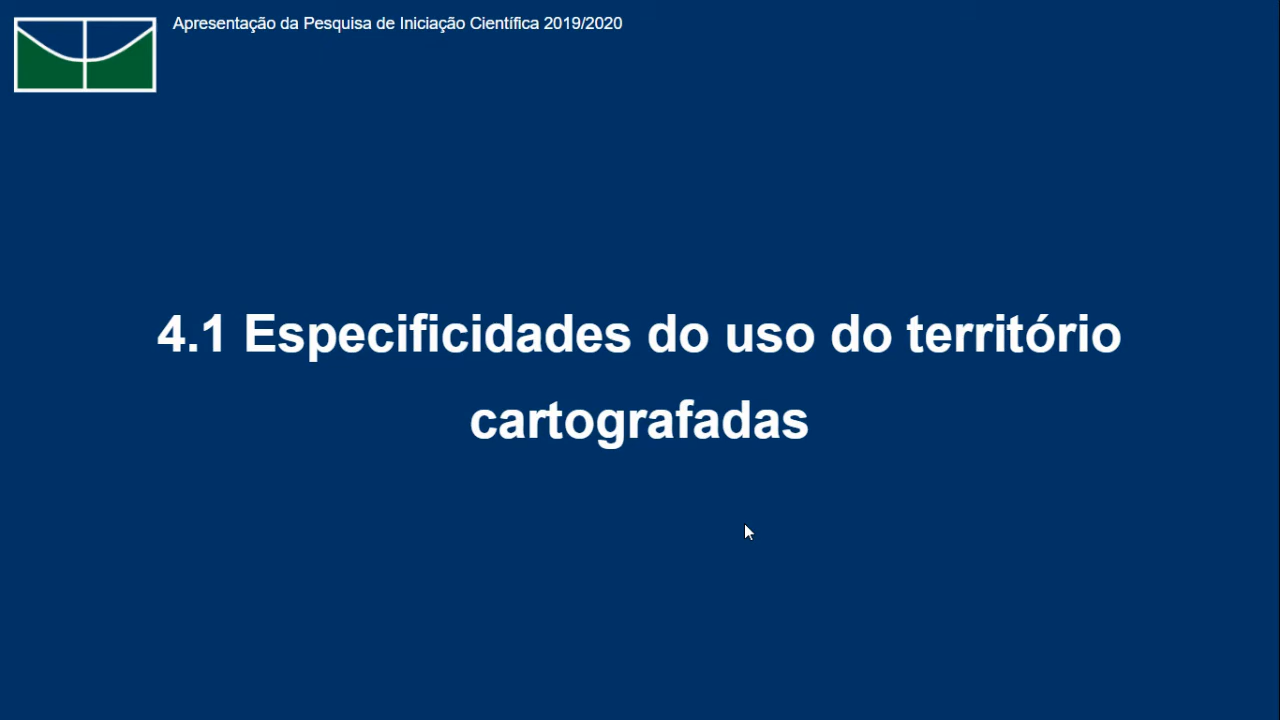 Apresentação da Pesquisa de Iniciação Científica 2019/2020
4.1 Especificidades do uso do território
cartografadas